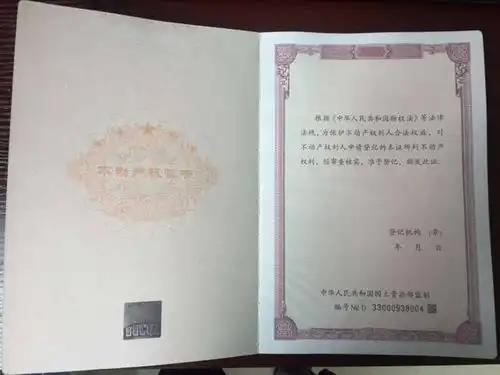 不动产权证书
根据《中华人民共和国物权法》等法律
法规，为保护不动产权利人合法权益，对
不动产权利人申请登记的本证所列不动产
权利，经审查核实，准予登记，颁发此证。
登记机构（章）
年 月 日
中华人民共和国国土资源部监制
编号№ D 33000938004